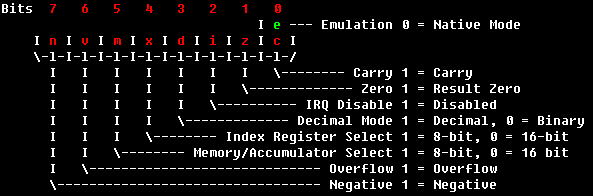 Bits 7 6 5 4 3 2 1 0
I e --- Emulation 0 = Native Mode
I n I v I m I x I d I i I z I c I
\-l-I-l-I-l-I-l-I-l-I-l-I-l-I-l-/
I I I I I I I \-------- Carry 1 = Carry
I I I I I I \------------- Zero 1 = Result Zero
I I I I I \---------- IRQ Disable 1 = Disabled
I I I I \------------- Decimal Mode 1 = Decimal, 0 = Binary
I I I \-------- Index Register Select 1 = 8-bit, 0 = 16-bit
I I \-------- Memory/Accumulator Select 1 = 8-bit, 0 = 16 bit
I \----------------------------- Overflow 1 = Overflow
\--------------------------------- Negative 1 = Negative